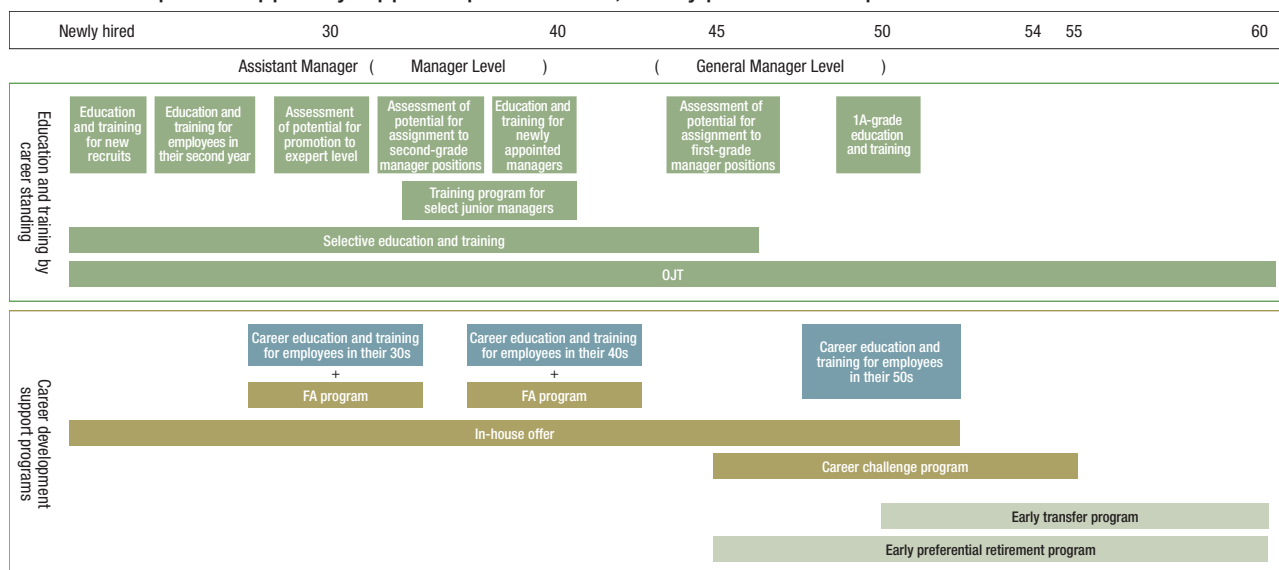 Newly hired 30 40 45 50 54 55 60
Assistant Manager ( Manager Level ) ( General Manager Level )
Education and training by
career standing
Education
and training
for new
recruits
Education and
training for
employees in
their second year
Assessment
of potential for
promotion to
exepert level
Assessment of
potential for
assignment to
second-grade
manager positions
Education and
training for
newly
appointed
managers
Assessment of
potential for
assignment to
first-grade
manager positions
1A-grade
education
and training
Training program for
select junior managers
Selective education and training
OJT
Career development
support programs
Career education and training
for employees in their 30s
+
FA program
Career education and training
for employees in their 40s
+
FA program
Career education and
training for employees
in their 50s
In-house offer
Career challenge program
Early transfer program
Early preferential retirement program